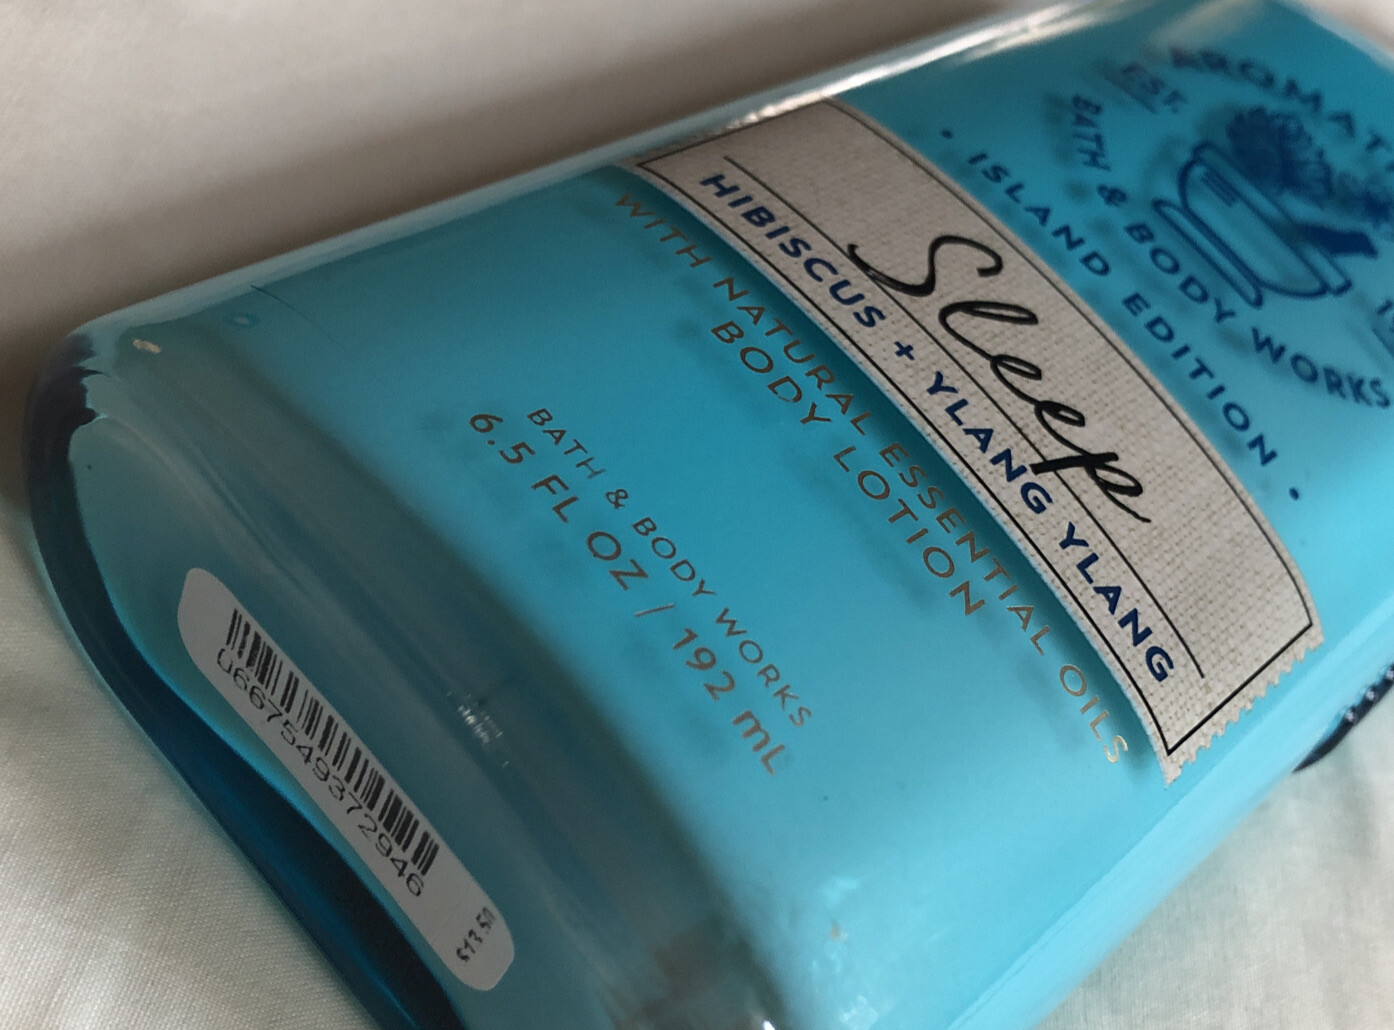 AROMAT
EST.
BATH & BODY WORKS
• ISLAND EDITION •
Sleep
HIBISCUS + YLANG YLANG
WITH NATURAL ESSENTIAL OILS
BODY LOTION
BATH & BODY WORKS
6.5 FL OZ / 192 mL
0667549372946
$13.50